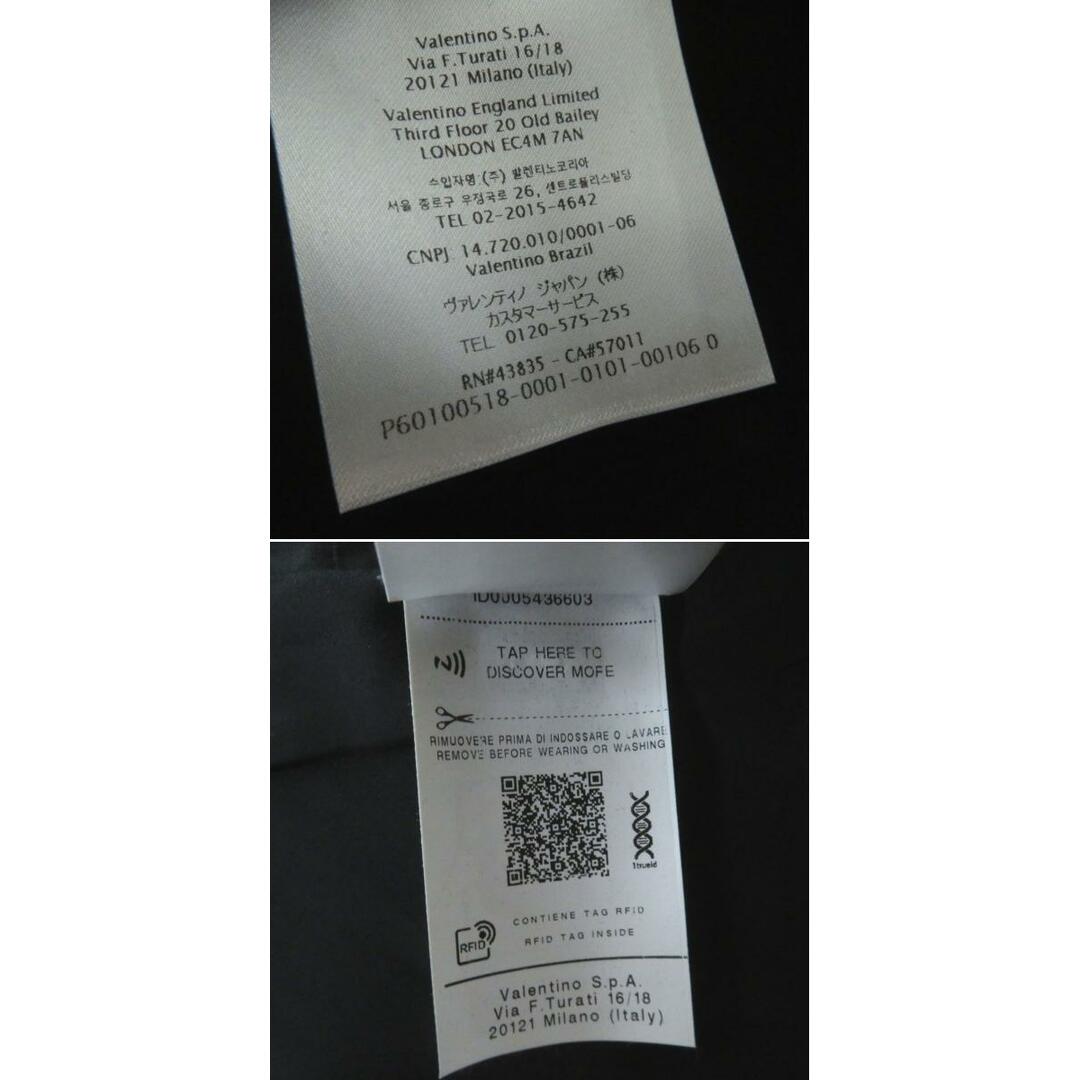 Valentino S.p.A.
Via F.Turati 16/18
20121 Milano (Italy)
Valentino England Limited
Third Floor 20 Old Bailey
LONDON EC4M 7AN
수입자명:(주) 발렌티노코리아
서울 종로구 우정국로 26, 센트로폴리스빌딩
TEL 02-2015-4642
CNPJ: 14.720.010/0001-06
Valentino Brazil
ヴァレンティノ ジャパン (株)
カスタマーサービス
TEL 0120-575-255
RN#43835 - CA#57011
P60100518-0001-0101-00106 0
ID0005436603
TAP HERE TO
DISCOVER MORE
RIMUOVERE PRIMA DI INDOSSARE O LAVARE
REMOVE BEFORE WEARING OR WASHING
1trueid
CONTIENE TAG RFID
RFID TAG INSIDE
RFID
Valentino S.p.A.
Via F.Turati 16/18
20121 Milano (Italy)